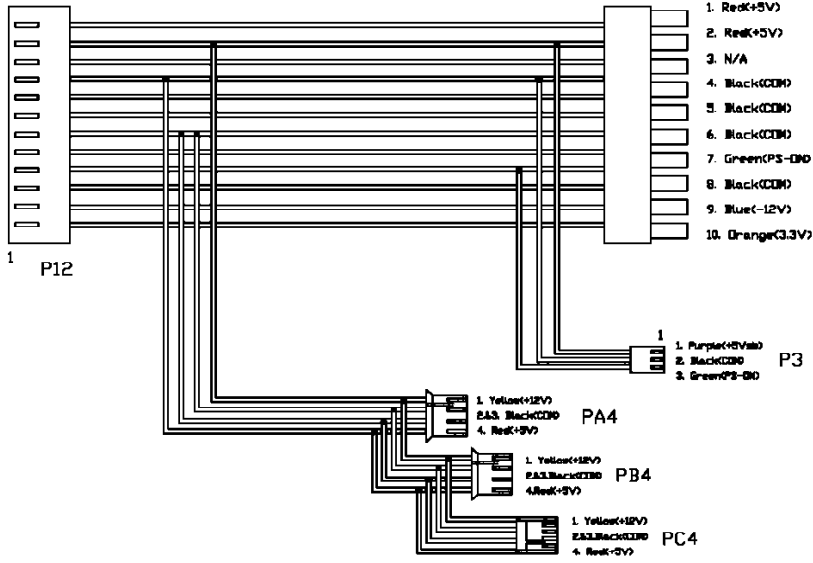 1. Red(+5V)
2. Red(+5V)
3. N/A
4. Black(COM)
5. Black(COM)
6. Black(COM)
7. Green(PS-ON)
8. Black(COM)
9. Blue(-12V)
10. Orange(3.3V)
1
P12
1
1. Purple(+5Vsb)
2. Black(COM)
3. Green(PS-ON)
P3
1. Yellow(+12V)
2.&3. Black(COM)
4. Red(+5V)
PA4
1. Yellow(+12V)
2.&3.Black(COM)
4.Red(+5V)
PB4
1. Yellow(+12V)
2.&3.Black(COM)
4. Red(+5V)
PC4